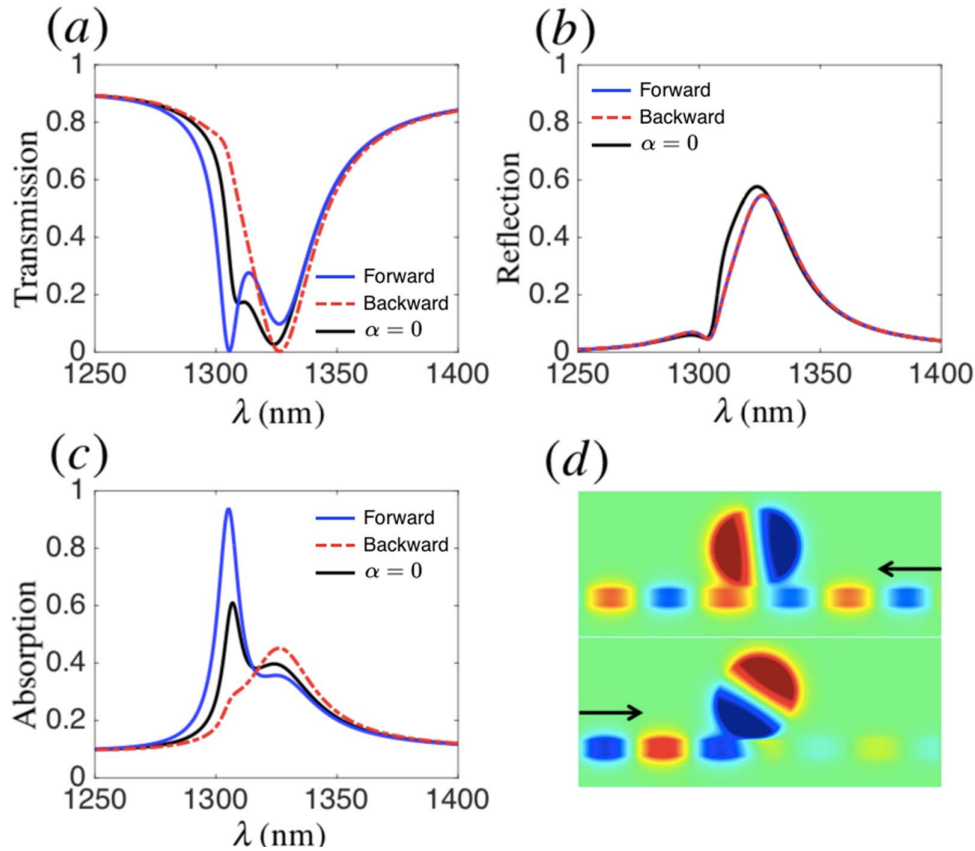 (a)
1
0.8
0.6
0.4
0.2
0
Transmission
Forward
Backward
α = 0
1250
1300
1350
1400
λ (nm)
(b)
1
0.8
0.6
0.4
0.2
0
Reflection
Forward
Backward
α = 0
1250
1300
1350
1400
λ (nm)
(c)
1
0.8
0.6
0.4
0.2
0
Absorption
Forward
Backward
α = 0
1250
1300
1350
1400
λ (nm)
(d)